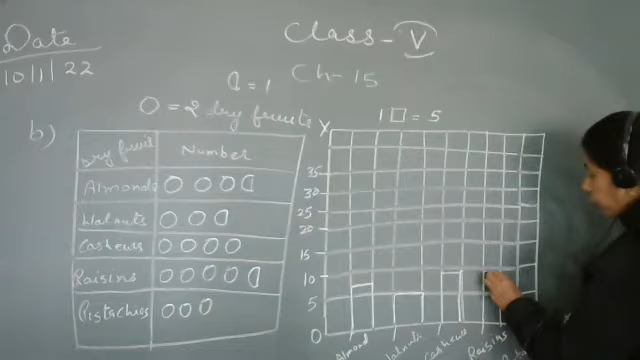 Date
10/1/22
Class - V
Ch - 15
= 1
= 2 dry fruits
1 = 5
b)
Dry fruit Number
Almonds
Walnuts
Cashews
Raisins
Pistachios
Y
35
30
25
20
15
10
5
0
Almond
Walnuts
Cashews
Raisins